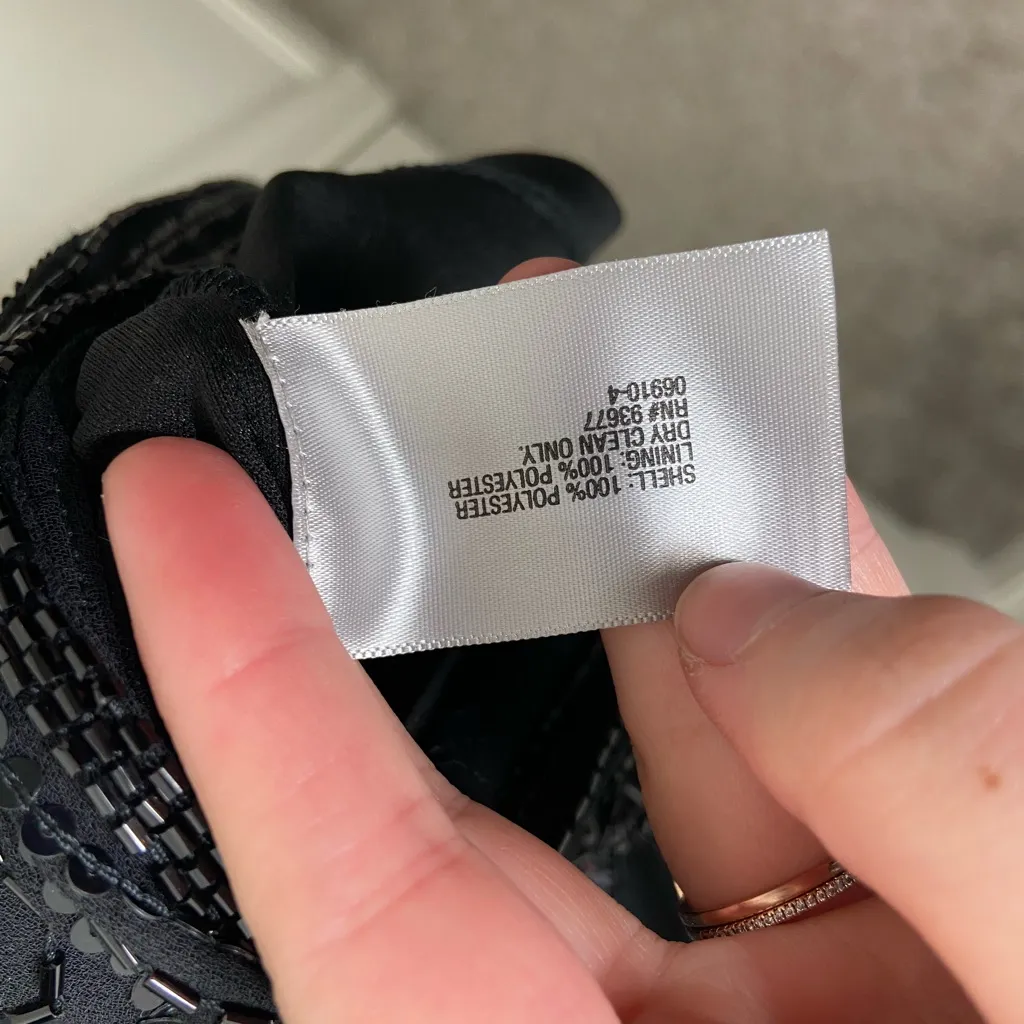 SHELL: 100% POLYESTER
LINING: 100% POLYESTER
DRY CLEAN ONLY.
RN# 93677
06910-4